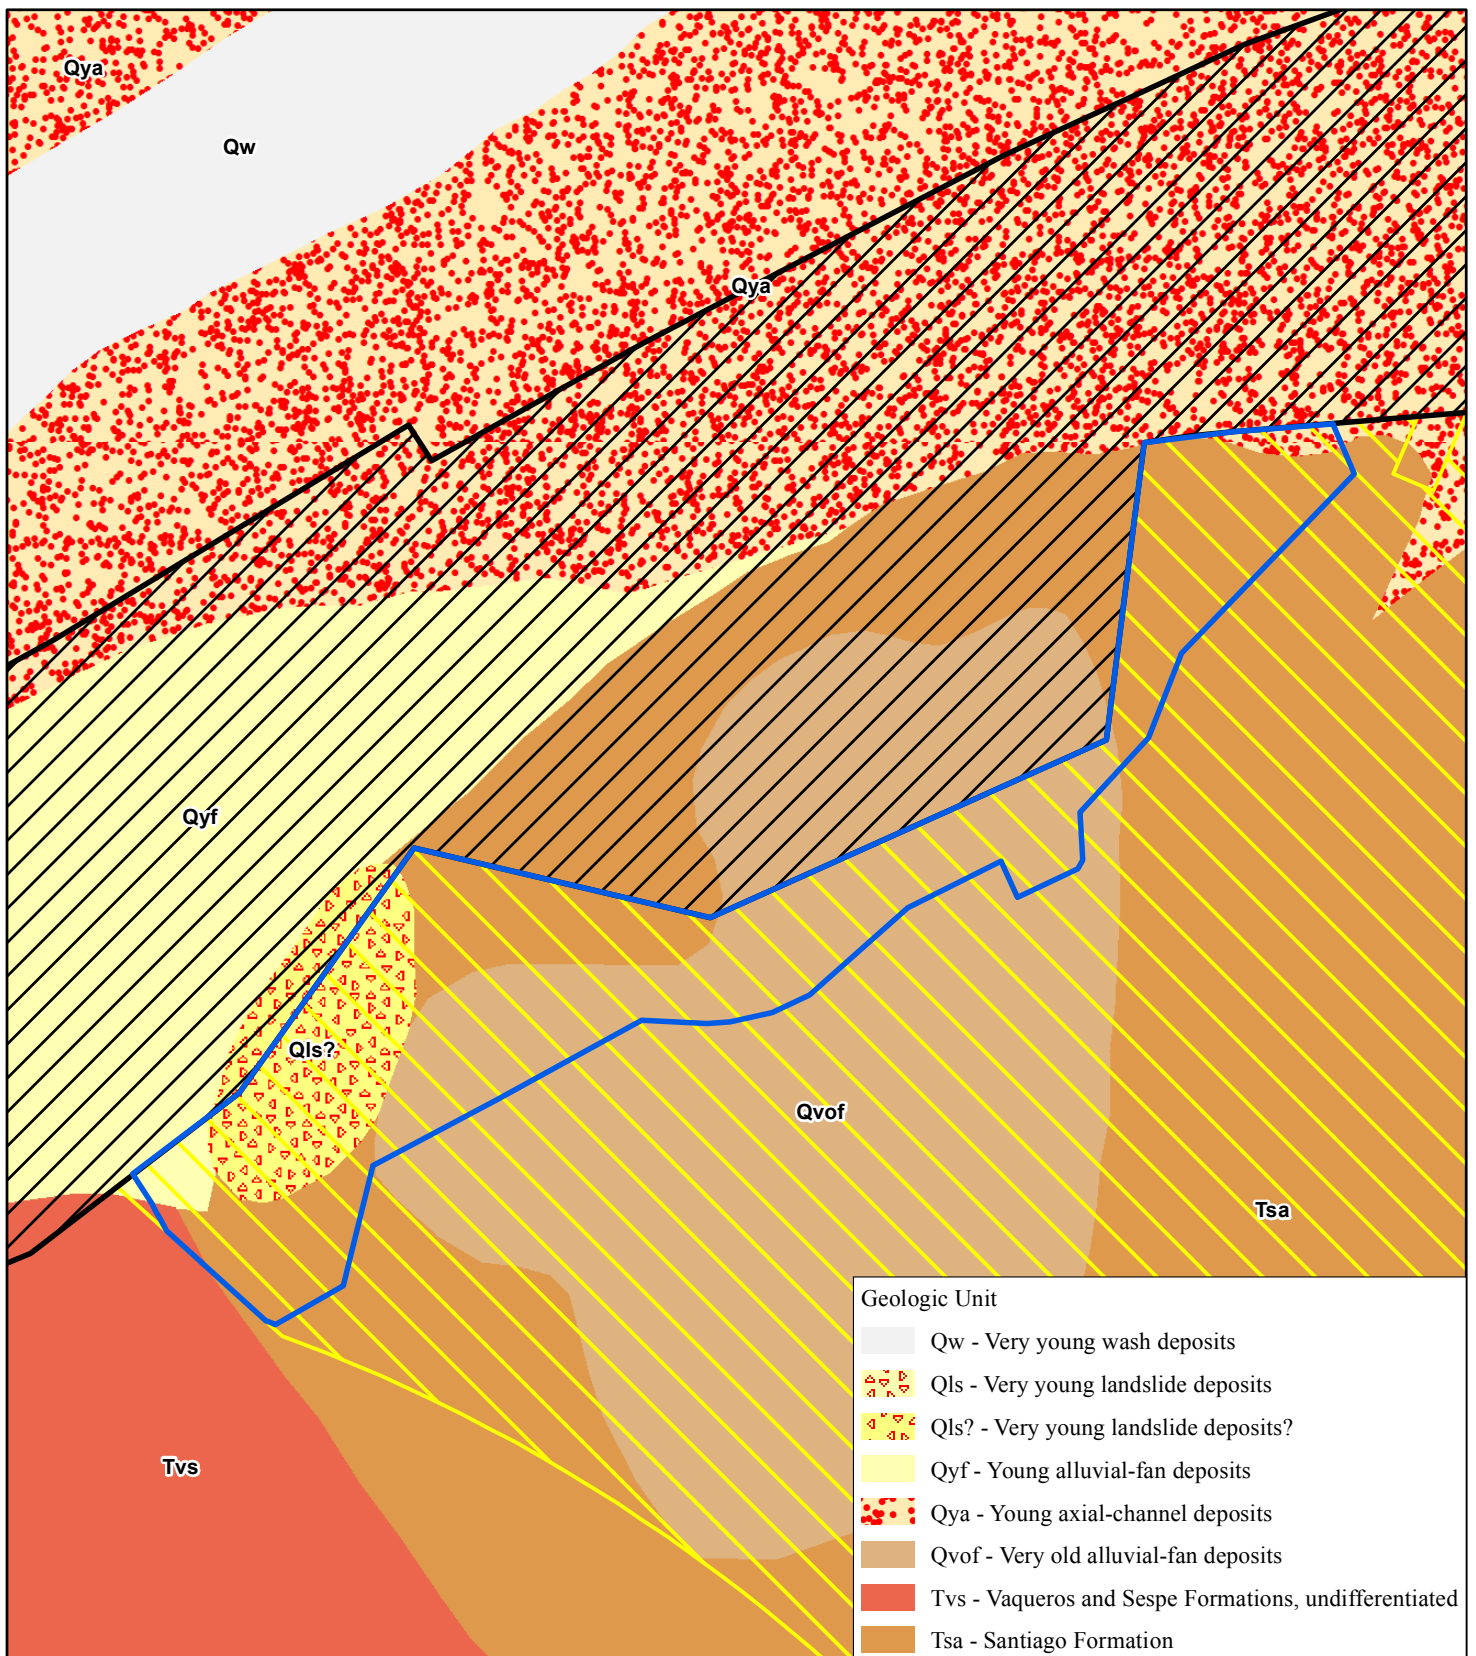 Qya
Qw
Qya
Qyf
Qls?
Qvof
Tsa
Tvs
Geologic Unit
Qw - Very young wash deposits
Qls - Very young landslide deposits
Qls? - Very young landslide deposits?
Qyf - Young alluvial-fan deposits
Qya - Young axial-channel deposits
Qvof - Very old alluvial-fan deposits
Tvs - Vaqueros and Sespe Formations, undifferentiated
Tsa - Santiago Formation